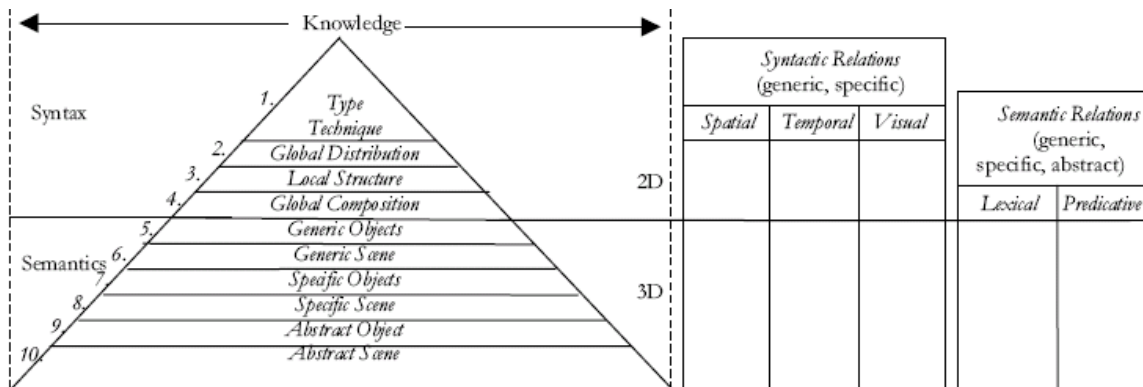 Knowledge
Syntax
1.
Type
Technique
2.
Global Distribution
3.
Local Structure
4.
Global Composition
5.
Generic Objects
Semantics
6.
Generic Scene
7.
Specific Objects
8.
Specific Scene
9.
Abstract Object
10.
Abstract Scene
2D
3D
Syntactic Relations
(generic, specific)
Spatial
Temporal
Visual
Semantic Relations
(generic,
specific, abstract)
Lexical
Predicative